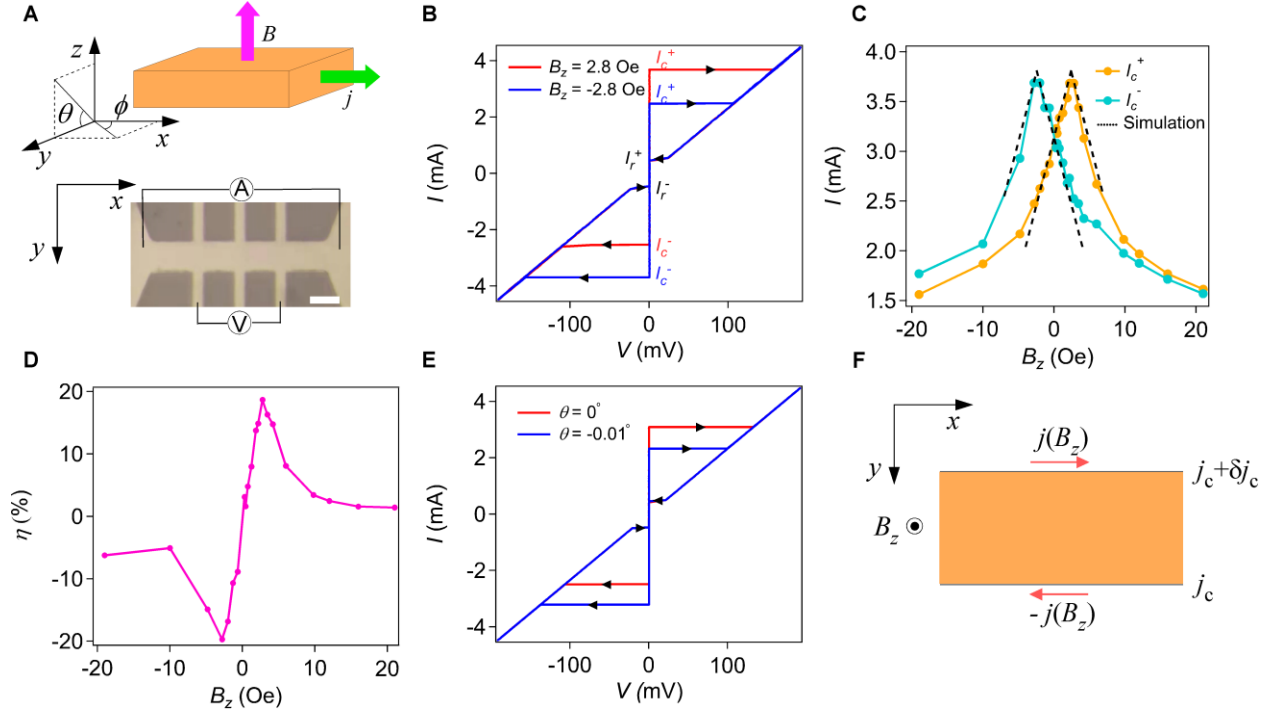 A
z
B
θ
ϕ
j
y
x
x
A
y
V
B
I_c^+
B_z = 2.8 Oe
B_z = -2.8 Oe
I_c^+
I_r^+
I_r^-
I_c^-
I_c^-
4
2
0
-2
-4
I (mA)
-100
0
100
V (mV)
C
I_c^+
I_c^-
Simulation
4.0
3.5
3.0
2.5
2.0
1.5
I (mA)
-20
-10
0
10
20
B_z (Oe)
D
20
10
0
-10
-20
η (%)
-20
-10
0
10
20
B_z (Oe)
E
θ = 0°
θ = -0.01°
4
2
0
-2
-4
I (mA)
-100
0
100
V (mV)
F
x
y
j(B_z)
j_c+δj_c
B_z
j_c
- j(B_z)